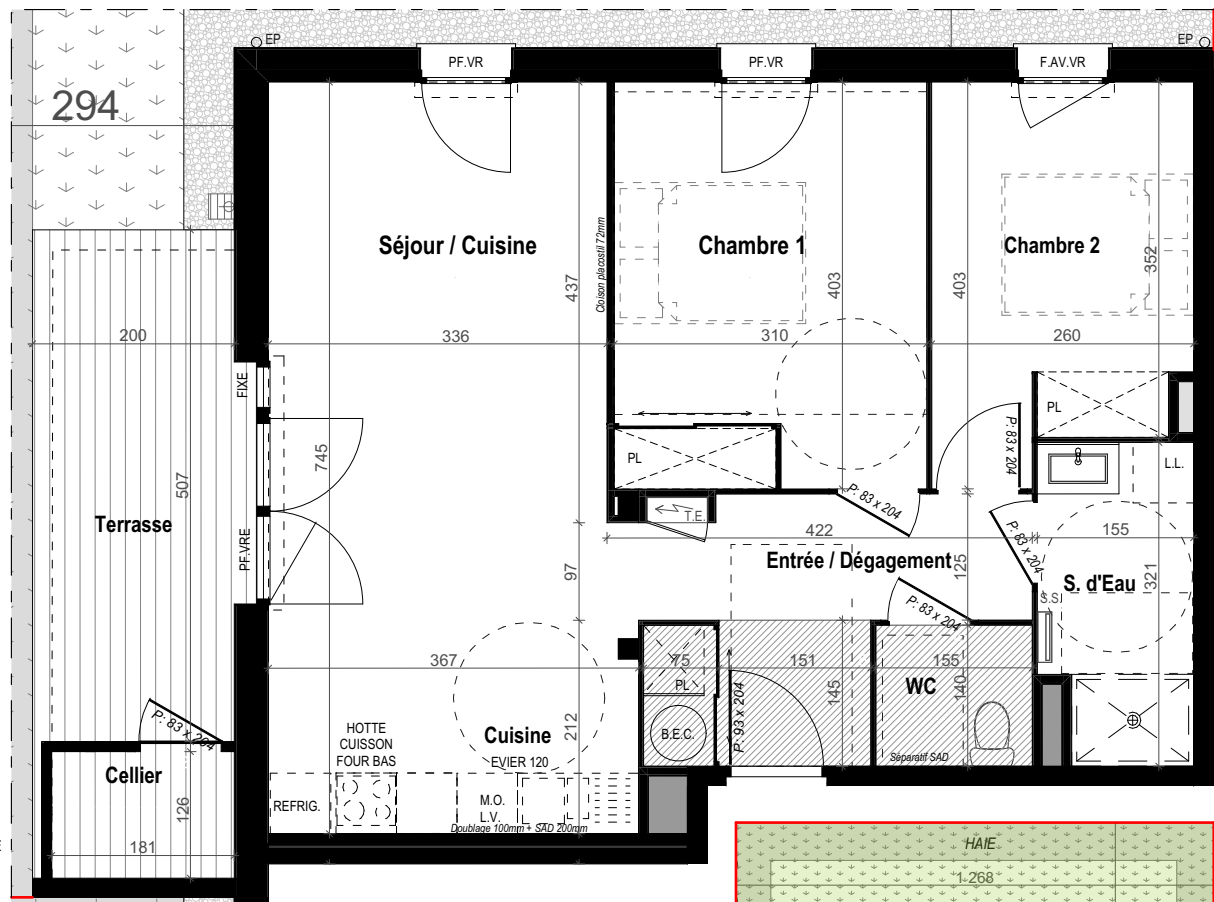 EP
EP
PF.VR
PF.VR
F.AV.VR
294
Séjour / Cuisine
Chambre 1
Chambre 2
352
437
Cloison placostil 72mm
403
403
200
336
310
260
FIXE
PL
P: 83 x 204
745
PL
L.L.
507
P: 83 x 204
T.E.
Terrasse
422
P: 83 x 204
155
PF.VRE
Entrée / Dégagement
125
97
S. d'Eau
321
P: 83 x 204
S.S.
367
75
151
155
PL
WC
145
140
P: 93 x 204
P: 83 x 204
HOTTE
CUISSON
FOUR BAS
Cuisine
212
B.E.C.
EVIER 120
Séparatif SAD
Cellier
126
REFRIG.
M.O.
L.V.
Doublage 100mm + SAD 200mm
181
HAIE
1 268